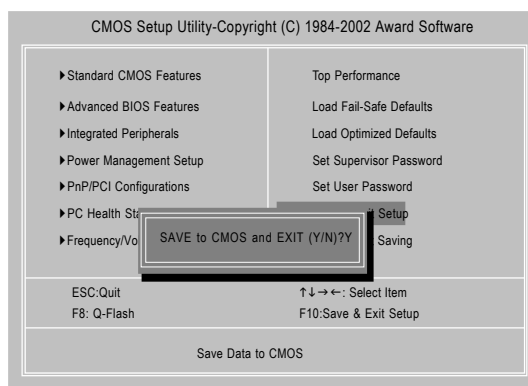 CMOS Setup Utility-Copyright (C) 1984-2002 Award Software
▶Standard CMOS Features
Top Performance
▶Advanced BIOS Features
Load Fail-Safe Defaults
▶Integrated Peripherals
Load Optimized Defaults
▶Power Management Setup
Set Supervisor Password
▶PnP/PCI Configurations
Set User Password
▶PC Health Sta
it Setup
▶Frequency/Vo
SAVE to CMOS and EXIT (Y/N)?Y
Saving
ESC:Quit
↑↓→←: Select Item
F8: Q-Flash
F10:Save & Exit Setup
Save Data to CMOS